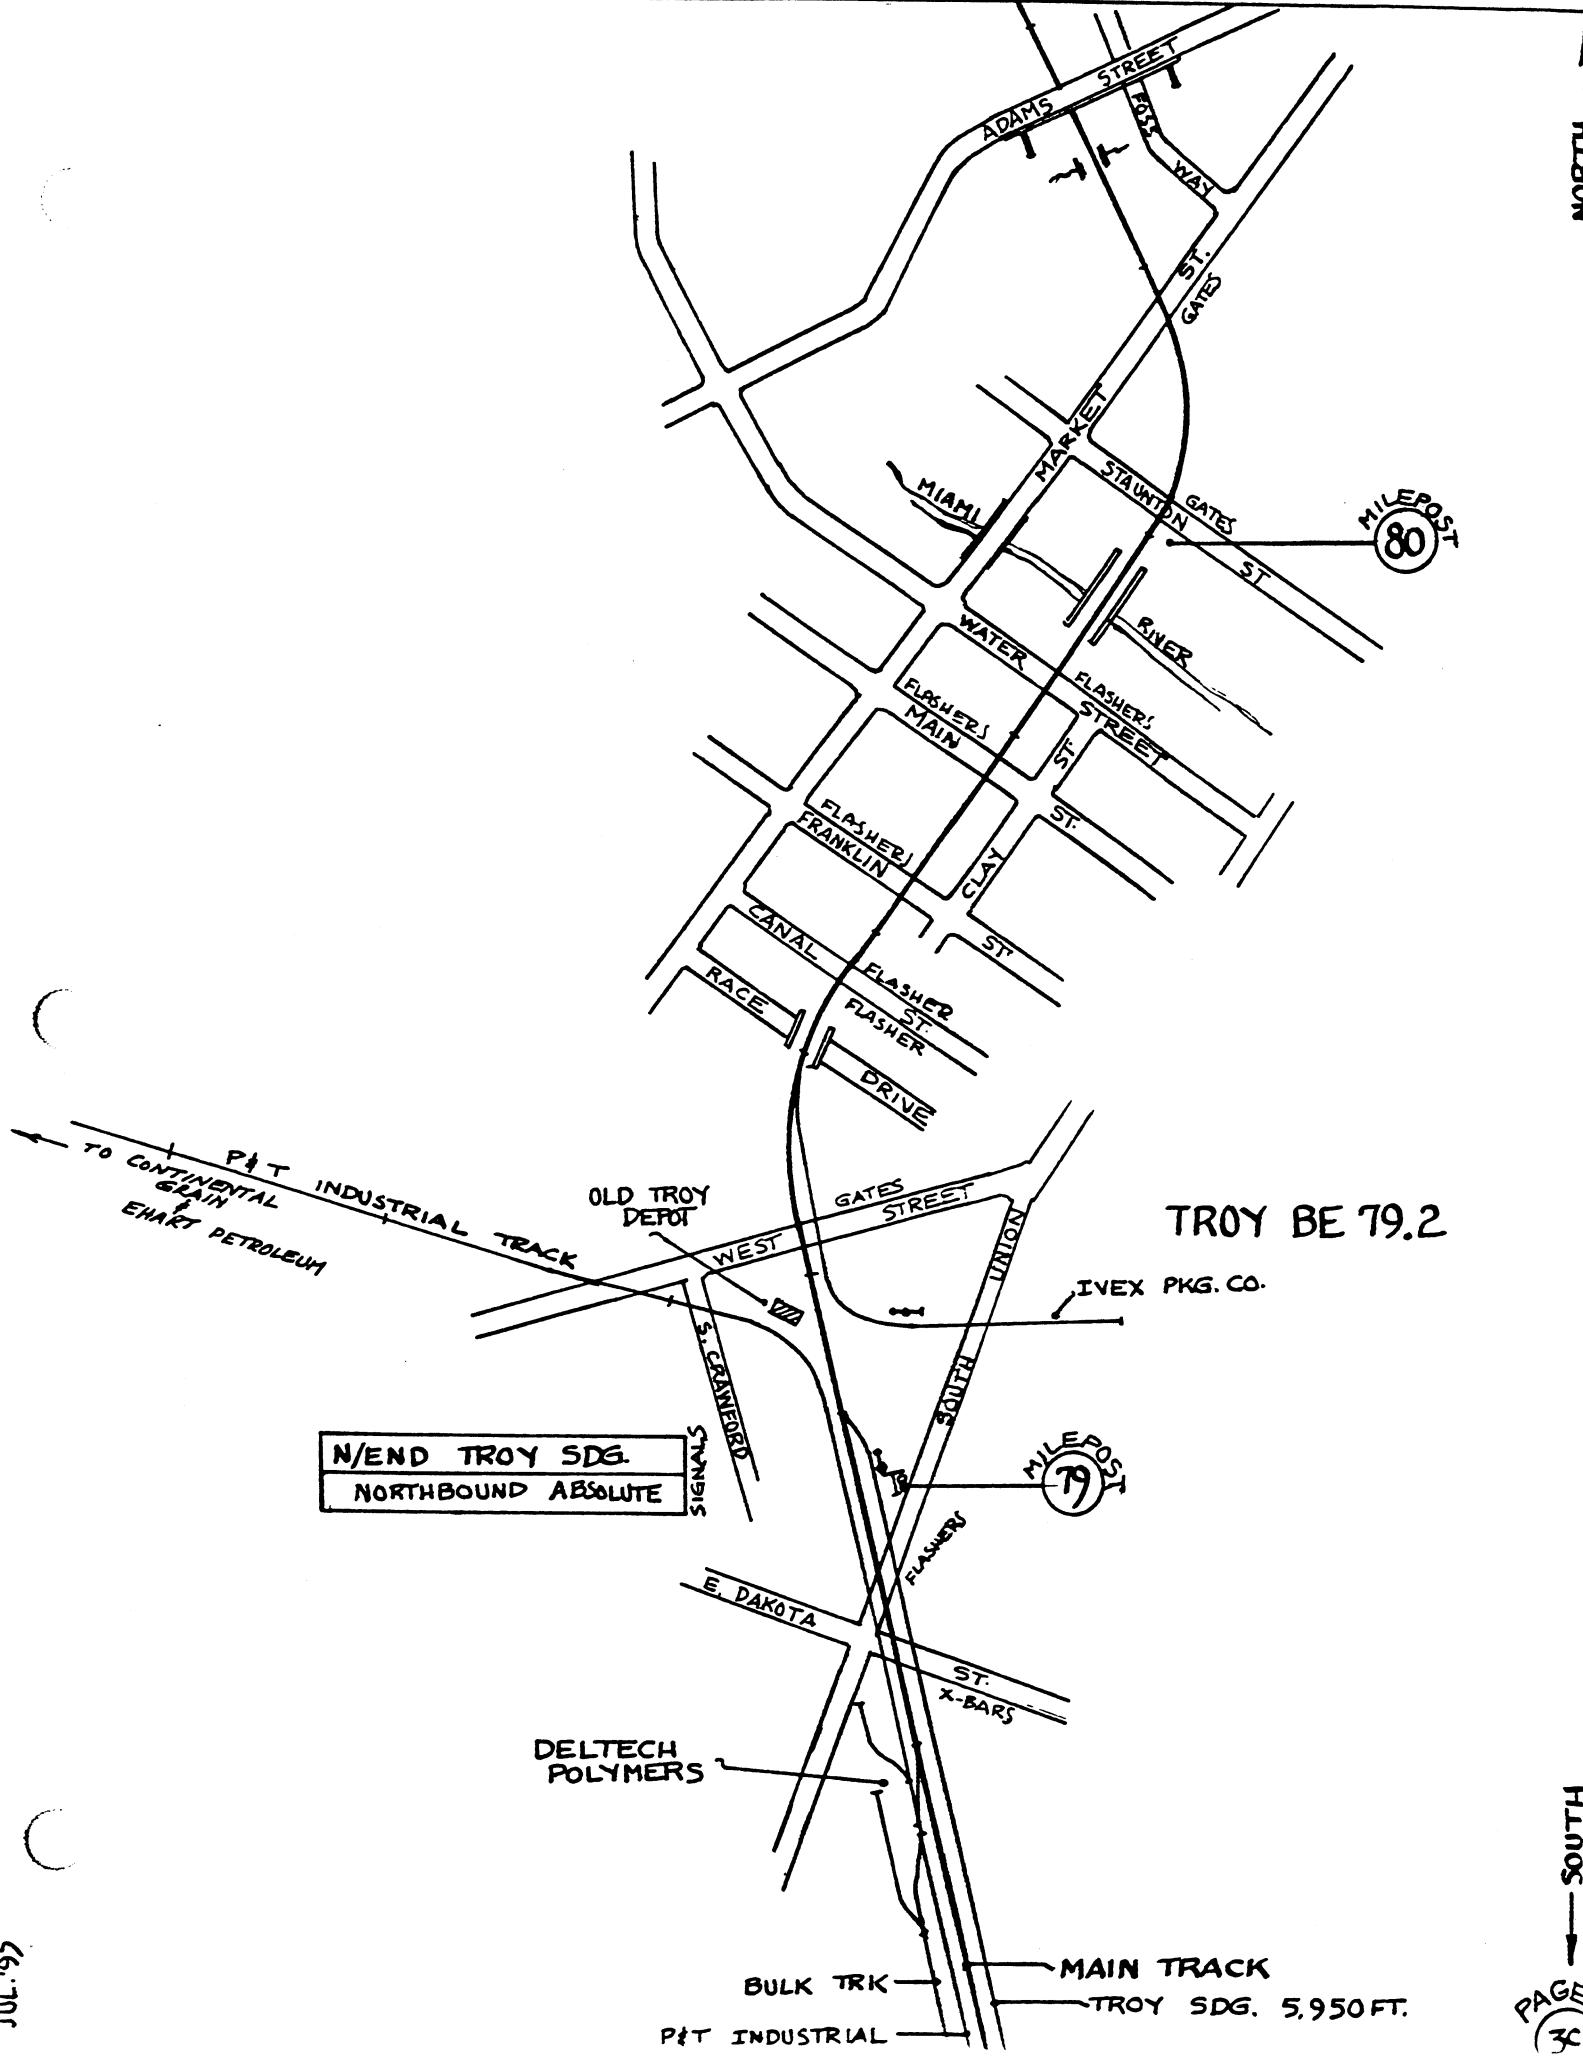 ADAMS STREET
FOSS WAY
NORTH
ST.
GATES
MARKET
STAUNTON
GATES
ST
MILEPOST
80
MIAMI
RIVER
WATER
FLASHERS
STREET
FLASHERS
MAIN
ST.
ST.
FLASHERS
FRANKLIN
CLAY
ST.
CANAL
FLASHER
ST.
FLASHER
RACE
DRIVE
P&T INDUSTRIAL TRACK
TO CONTINENTAL
GRAIN
&
EHART PETROLEUM
OLD TROY
DEPOT
GATES
WEST STREET
SOUTH UNION
TROY BE 79.2
IVEX PKG. CO.
S. CRAWFORD
N/END TROY SDG.
NORTHBOUND ABSOLUTE
SIGNALS
MILEPOST
79
FLASHERS
E. DAKOTA
ST.
X-BARS
DELTECH
POLYMERS
SOUTH
MAIN TRACK
BULK TRK
TROY SDG. 5,950 FT.
P&T INDUSTRIAL
JUL. '97
PAGE
3C